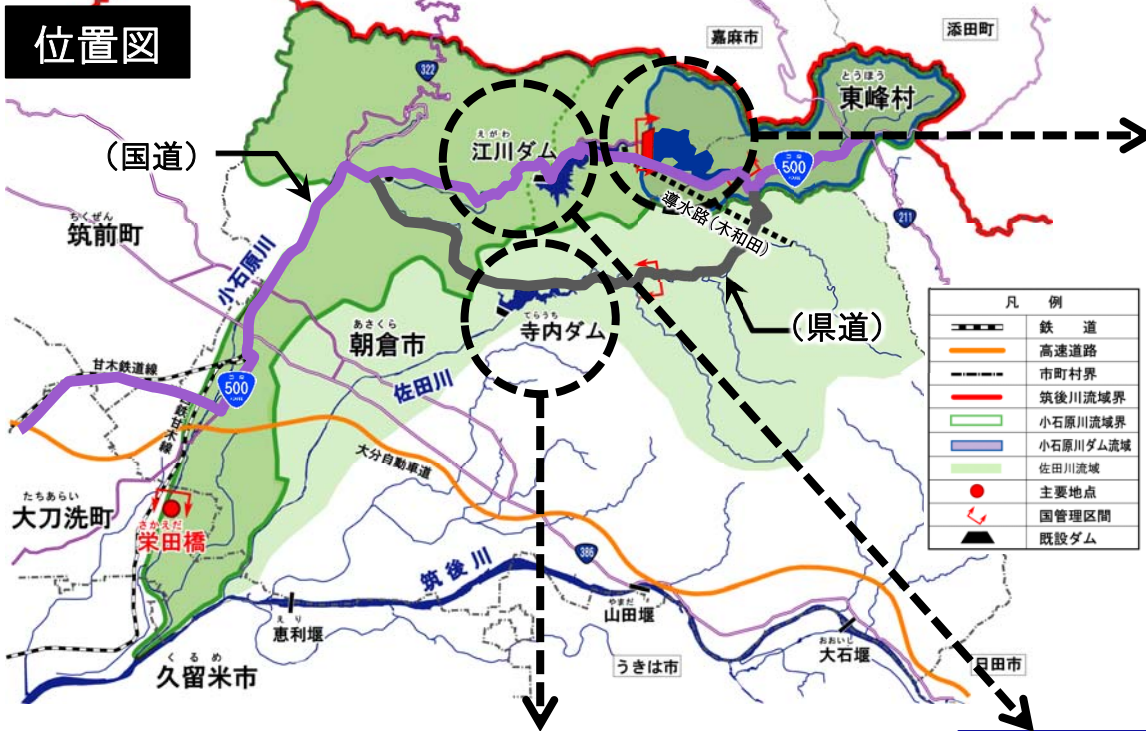 位置図
嘉麻市
添田町
322
とうほう
東峰村
えがわ
江川ダム
(国道)
500
ちくぜん
筑前町
導水路(木和田)
211
小石原川
てらうち
寺内ダム
(県道)
あさくら
朝倉市
佐田川
甘木鉄道線
500
鉄甘木線
大分自動車道
たちあらい
大刀洗町
さかえだ
栄田橋
386
筑後川
えり
恵利堰
やまだ
山田堰
おおいし
大石堰
うきは市
日田市
くるめ
久留米市
凡 例
鉄 道
高速道路
市町村界
筑後川流域界
小石原川流域界
小石原川ダム流域
佐田川流域
主要地点
国管理区間
既設ダム